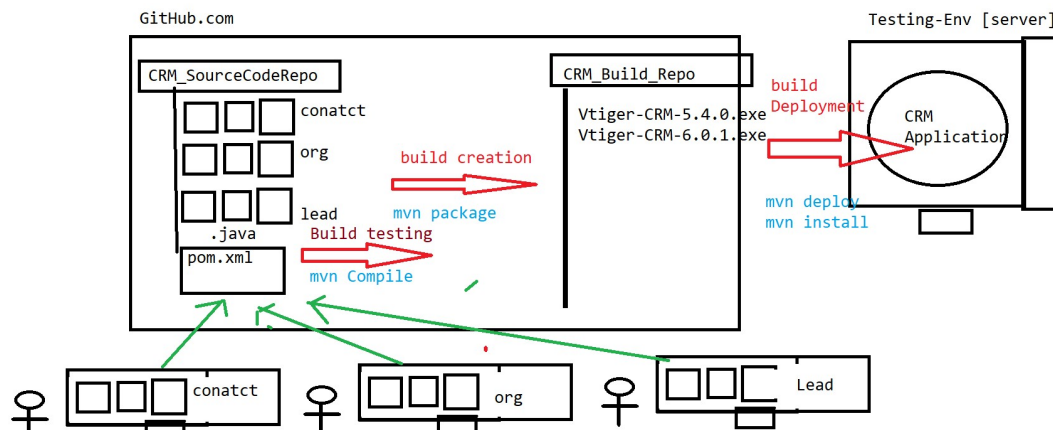 GitHub.com
Testing-Env [server]
CRM_SourceCodeRepo
CRM_Build_Repo
conatct
org
lead
.java
pom.xml
build creation
mvn package
Build testing
mvn Compile
Vtiger-CRM-5.4.0.exe
Vtiger-CRM-6.0.1.exe
build
Deployment
mvn deploy
mvn install
CRM
Application
conatct
org
Lead